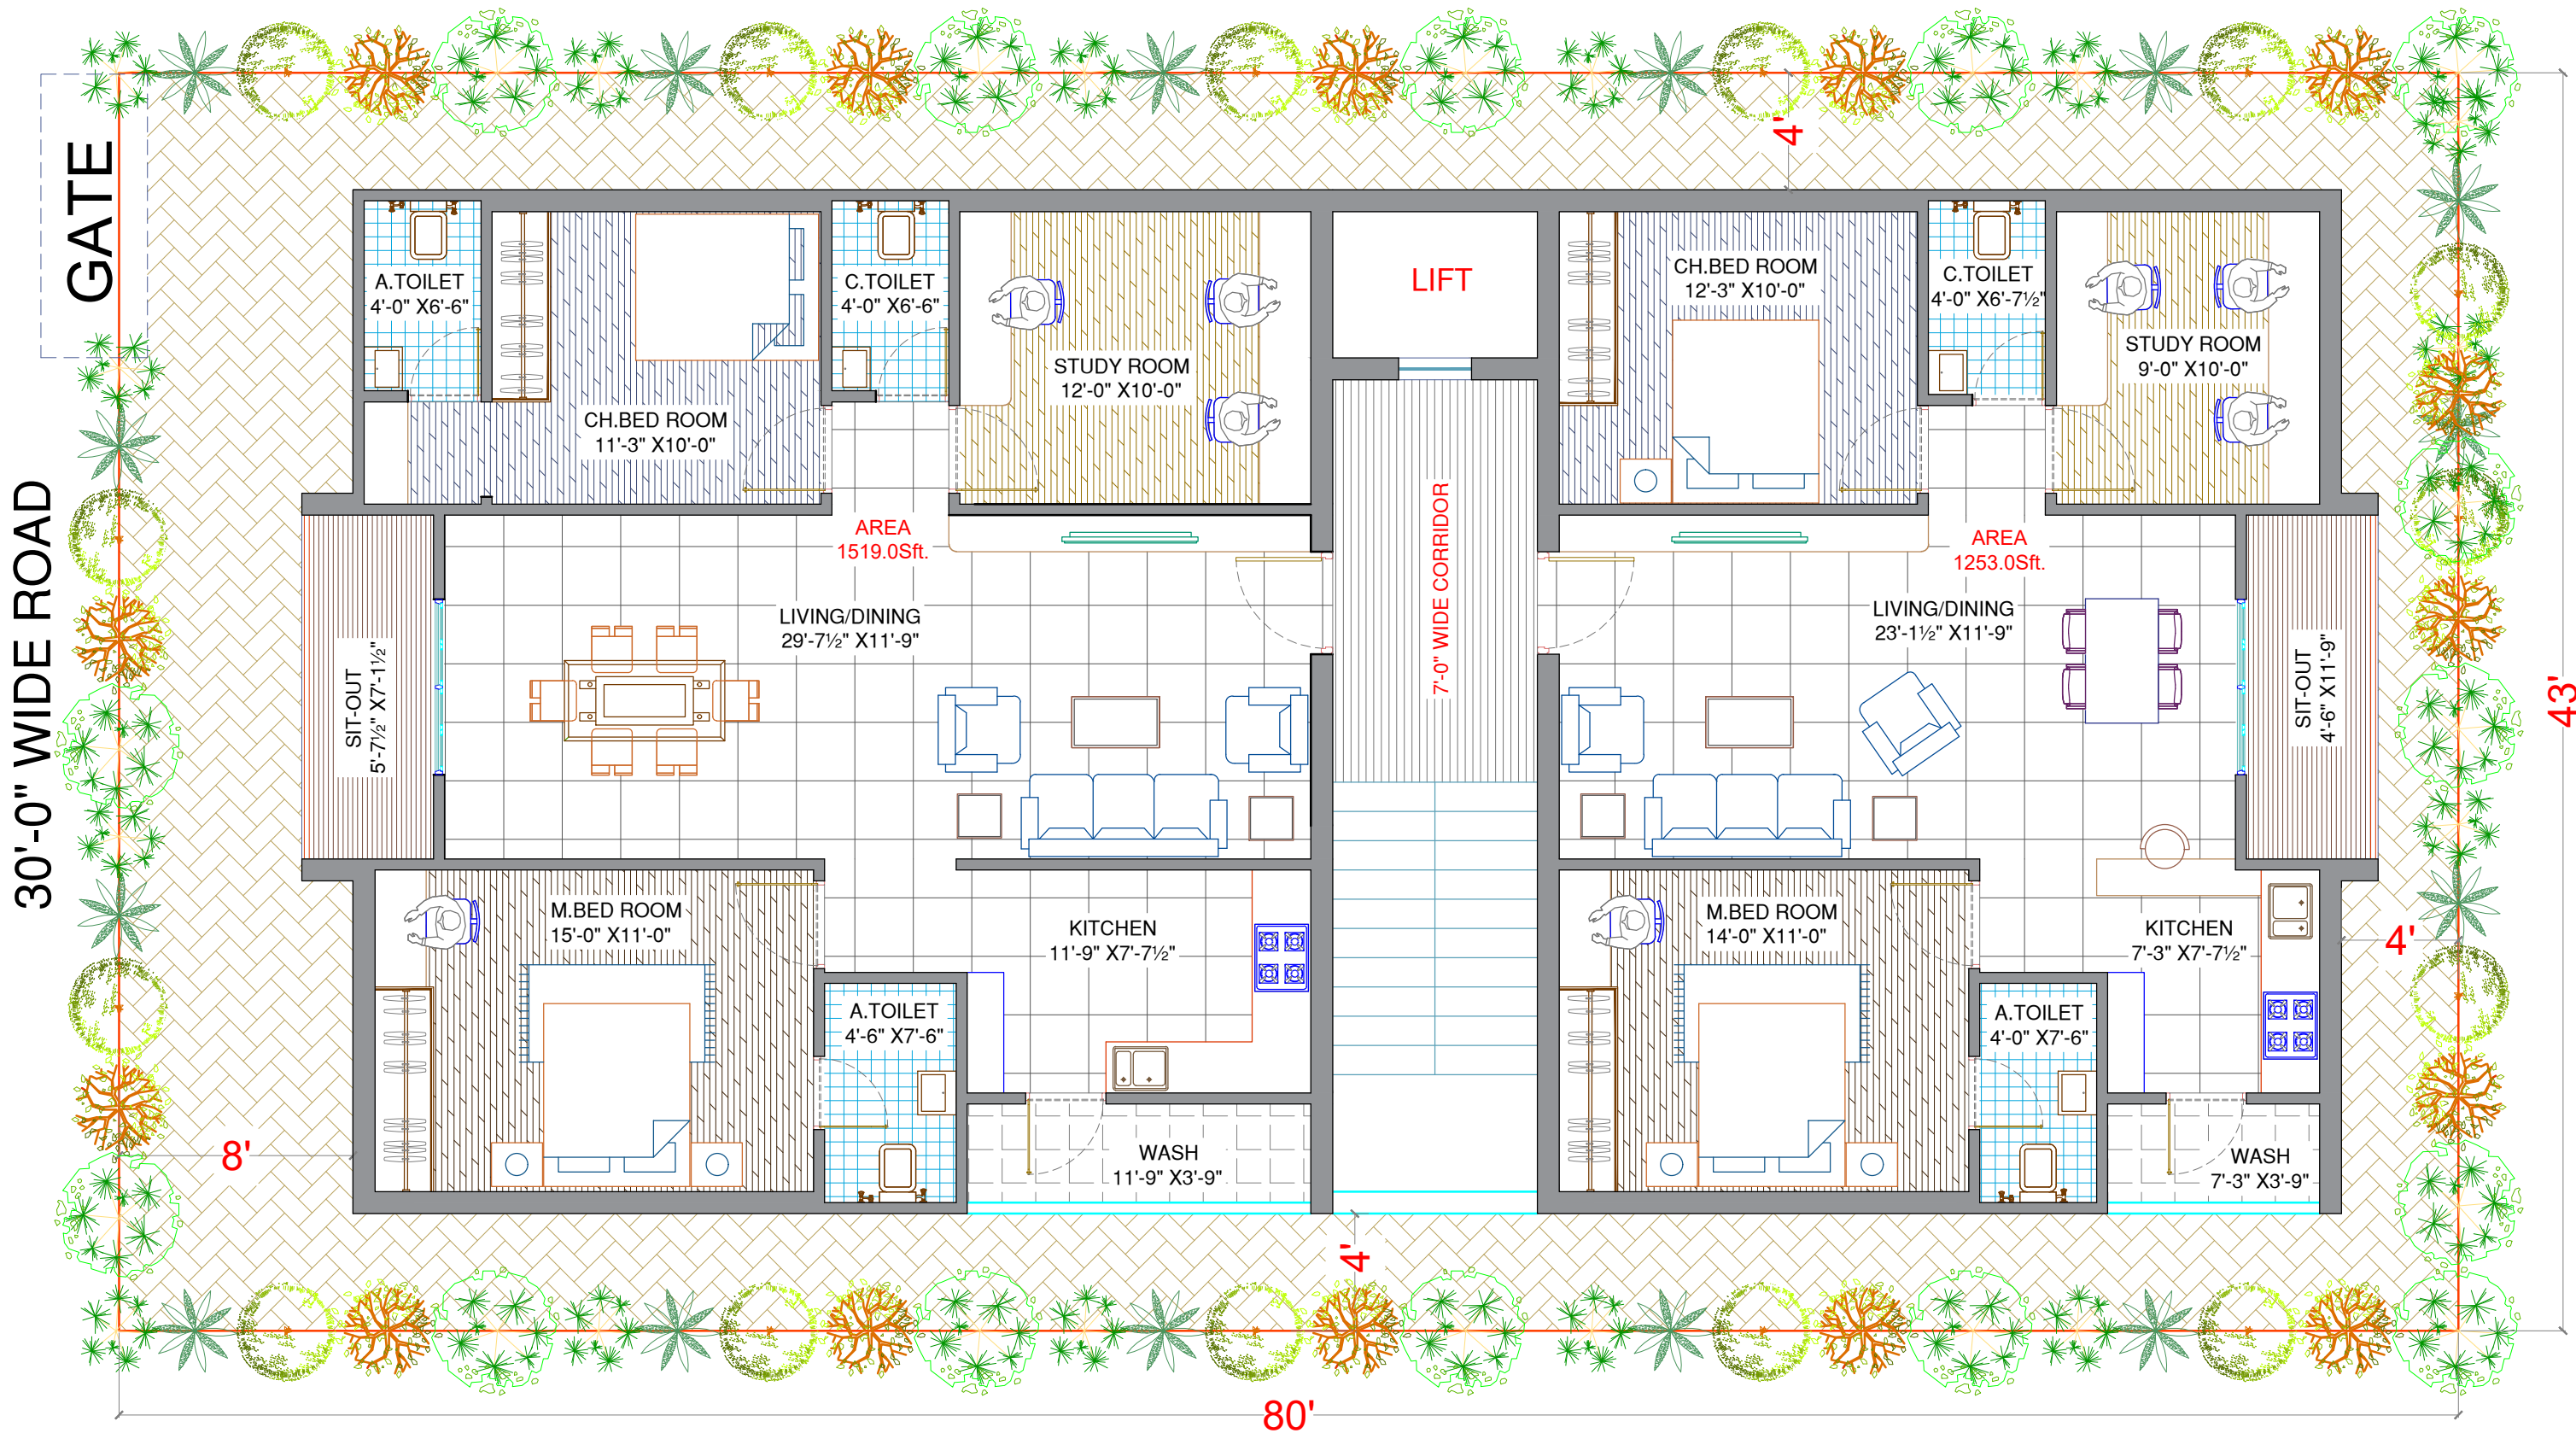 GATE
30'-0" WIDE ROAD
4'
A.TOILET
4'-0" X6'-6"
CH.BED ROOM
11'-3" X10'-0"
C.TOILET
4'-0" X6'-6"
STUDY ROOM
12'-0" X10'-0"
LIFT
CH.BED ROOM
12'-3" X10'-0"
C.TOILET
4'-0" X6'-7½"
STUDY ROOM
9'-0" X10'-0"
AREA
1519.0Sft.
7'-0" WIDE CORRIDOR
AREA
1253.0Sft.
SIT-OUT
5'-7½" X7'-1½"
LIVING/DINING
29'-7½" X11'-9"
LIVING/DINING
23'-1½" X11'-9"
SIT-OUT
4'-6" X11'-9"
43'
M.BED ROOM
15'-0" X11'-0"
KITCHEN
11'-9" X7'-7½"
M.BED ROOM
14'-0" X11'-0"
KITCHEN
7'-3" X7'-7½"
4'
A.TOILET
4'-6" X7'-6"
A.TOILET
4'-0" X7'-6"
8'
WASH
11'-9" X3'-9"
WASH
7'-3" X3'-9"
4'
80'